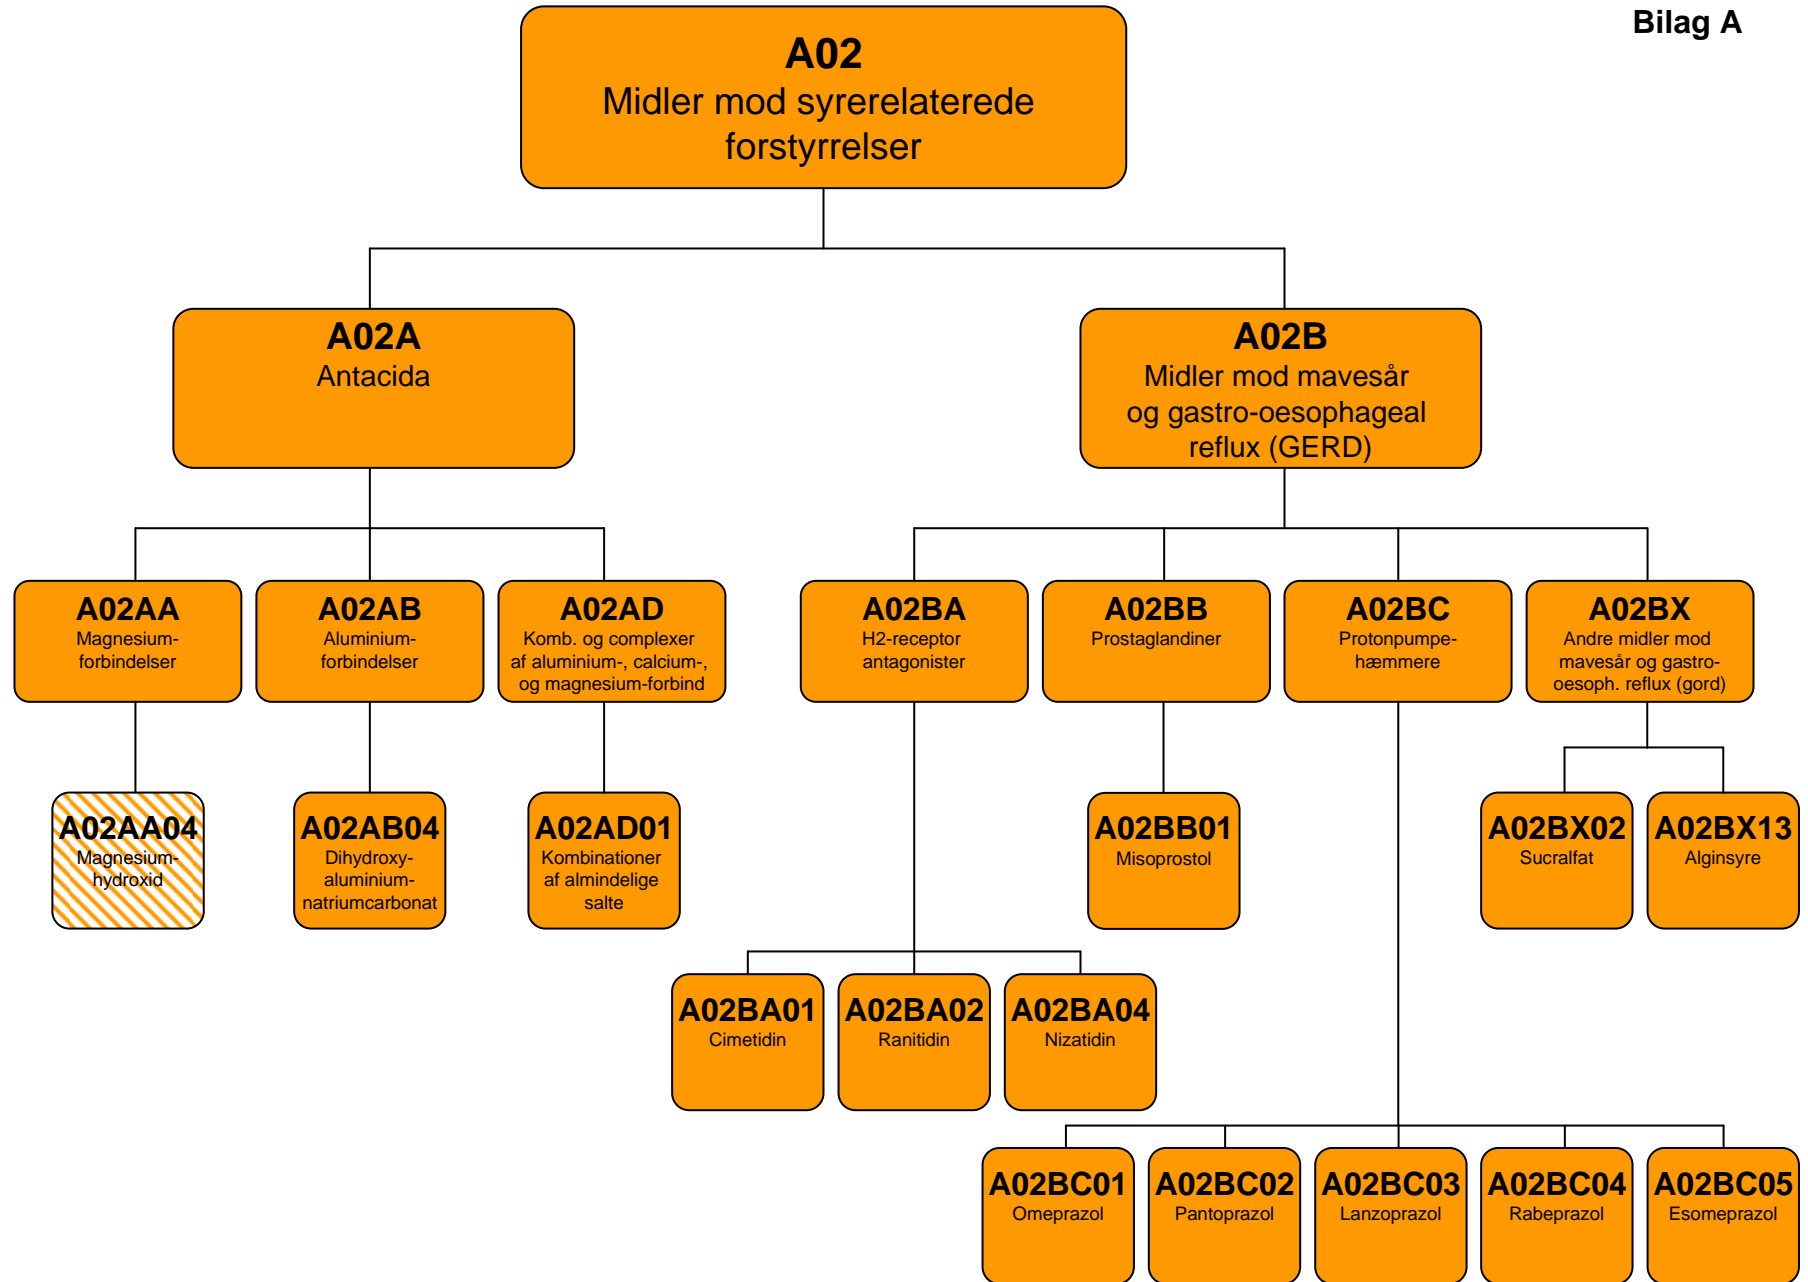 Bilag A
A02
Midler mod syrerelaterede
forstyrrelser
A02A
Antacida
A02B
Midler mod mavesår
og gastro-oesophageal
reflux (GERD)
A02AA
Magnesium-
forbindelser
A02AB
Aluminium-
forbindelser
A02AD
Komb. og complexer
af aluminium-, calcium-,
og magnesium-forbind
A02BA
H2-receptor
antagonister
A02BB
Prostaglandiner
A02BC
Protonpumpe-
hæmmere
A02BX
Andre midler mod
mavesår og gastro-
oesoph. reflux (gord)
A02AA04
Magnesium-
hydroxid
A02AB04
Dihydroxy-
aluminium-
natriumcarbonat
A02AD01
Kombinationer
af almindelige
salte
A02BB01
Misoprostol
A02BX02
Sucralfat
A02BX13
Alginsyre
A02BA01
Cimetidin
A02BA02
Ranitidin
A02BA04
Nizatidin
A02BC01
Omeprazol
A02BC02
Pantoprazol
A02BC03
Lanzoprazol
A02BC04
Rabeprazol
A02BC05
Esomeprazol